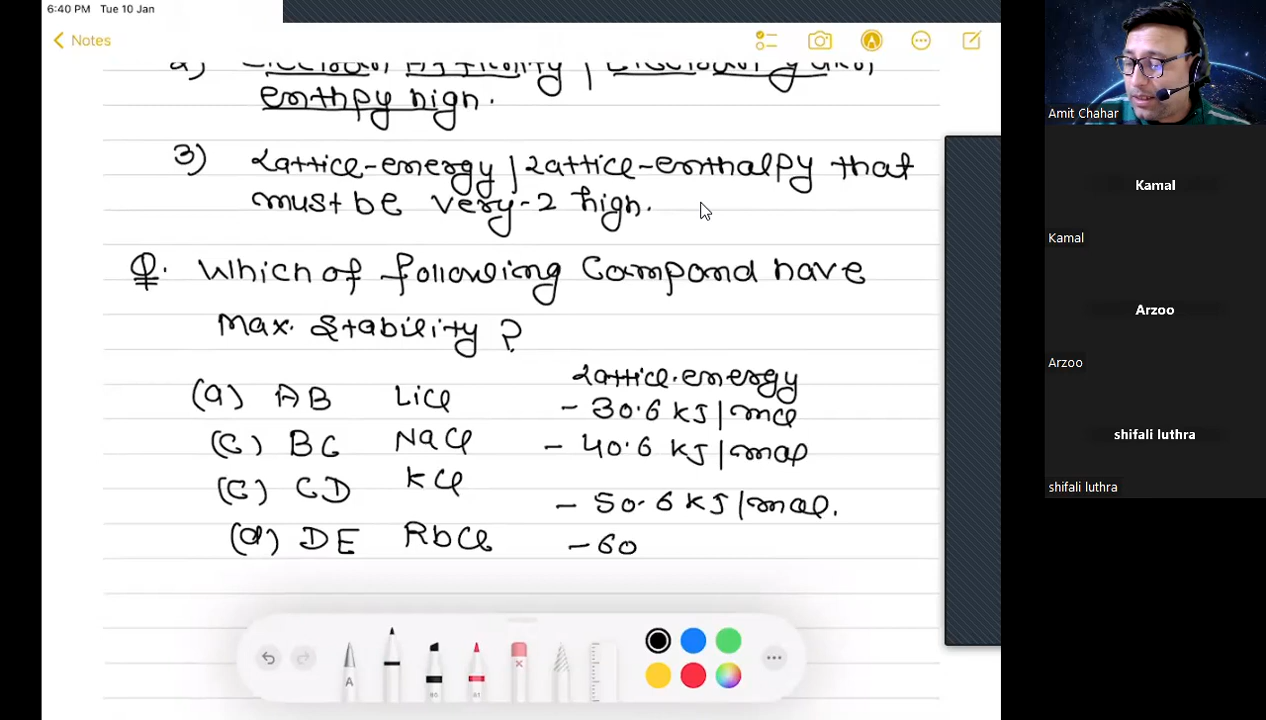 6:40 PM Tue 10 Jan
Notes
enthpy high.
3) Lattice-energy | Lattice-enthalpy that
must be very-2 high.
Q. Which of following Compond have
Max. Stability ?
Lattice.energy
(a) AB LiCl - 30.6 KJ/mol
(C) BC NaCl - 40.6 KJ/mol
(C) CD KCl - 50.6 KJ/mol.
(d) DE RbCl - 60
A
Amit Chahar
Kamal
Kamal
Arzoo
Arzoo
shifali luthra
shifali luthra